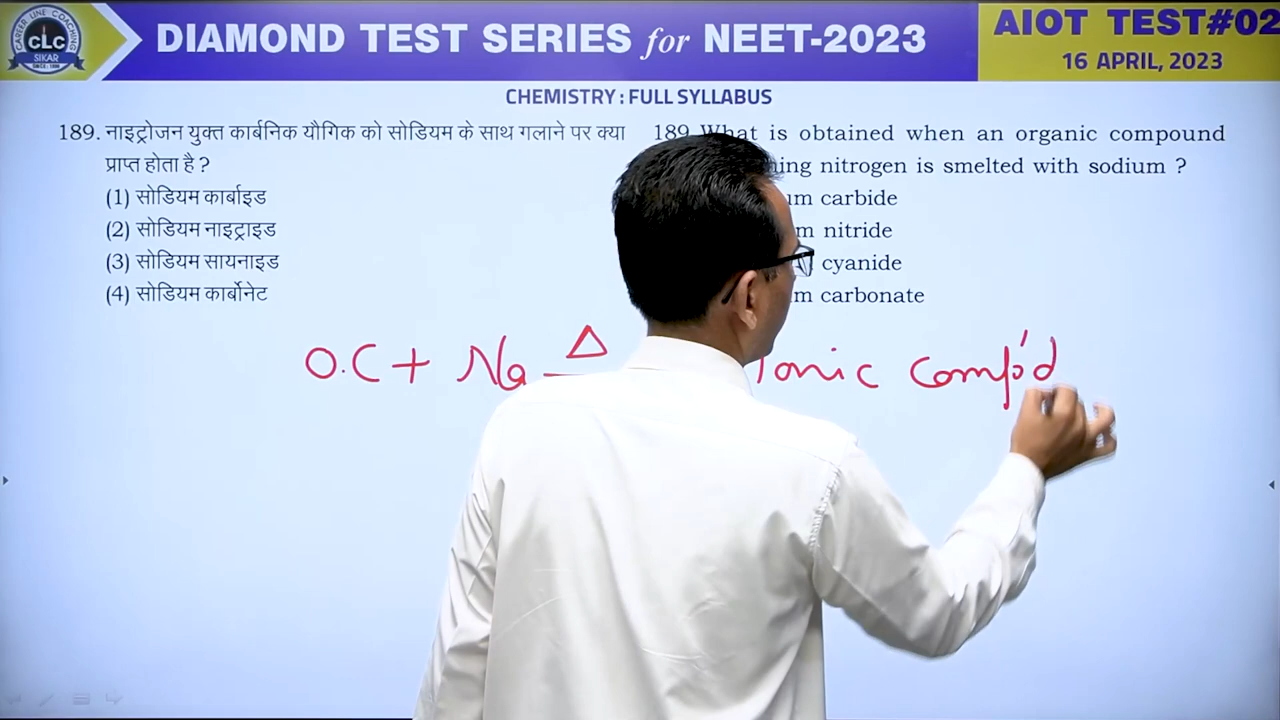 CAREER LINE COACHING
CLC
SIKAR
SINCE: 1996
DIAMOND TEST SERIES for NEET-2023
AIOT TEST#02
16 APRIL, 2023
CHEMISTRY : FULL SYLLABUS
189. नाइट्रोजन युक्त कार्बनिक यौगिक को सोडियम के साथ गलाने पर क्या
प्राप्त होता है ?
(1) सोडियम कार्बाइड
(2) सोडियम नाइट्राइड
(3) सोडियम सायनाइड
(4) सोडियम कार्बोनेट
189. What is obtained when an organic compound
nitrogen is smelted with sodium ?
carbide
nitride
cyanide
carbonate
O.C + Na Δ Ionic Comp'd